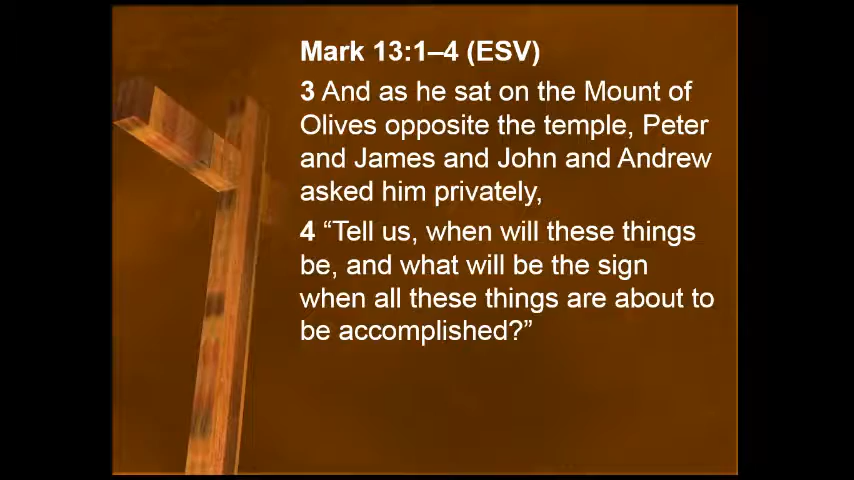 Mark 13:1–4 (ESV)
3 And as he sat on the Mount of
Olives opposite the temple, Peter
and James and John and Andrew
asked him privately,
4 “Tell us, when will these things
be, and what will be the sign
when all these things are about to
be accomplished?”